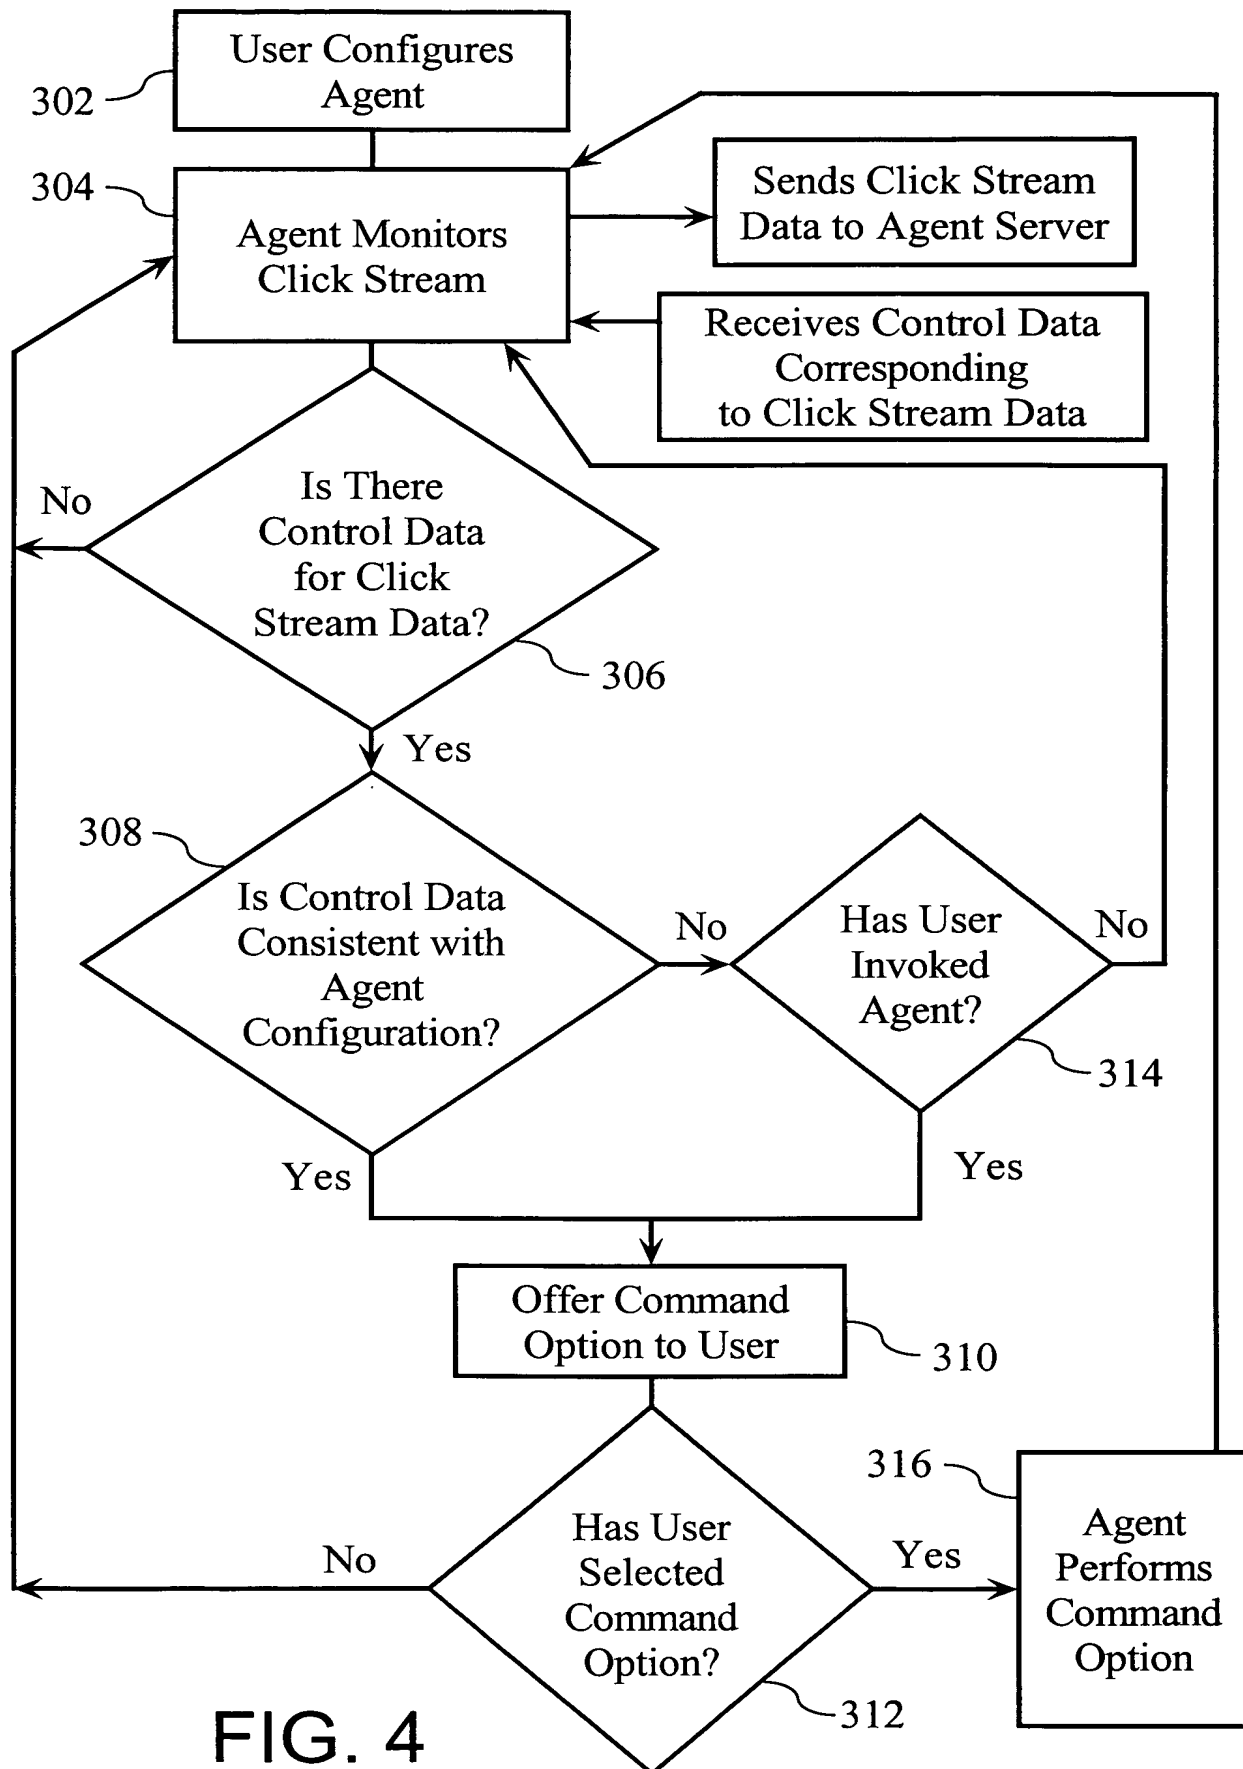 User Configures
Agent
302
304
Agent Monitors
Click Stream
Sends Click Stream
Data to Agent Server
Receives Control Data
Corresponding
to Click Stream Data
No
Is There
Control Data
for Click
Stream Data?
306
Yes
308
Is Control Data
Consistent with
Agent
Configuration?
No
Has User
Invoked
Agent?
No
314
Yes
Yes
Offer Command
Option to User
310
316
No
Has User
Selected
Command
Option?
Yes
Agent
Performs
Command
Option
312
FIG. 4